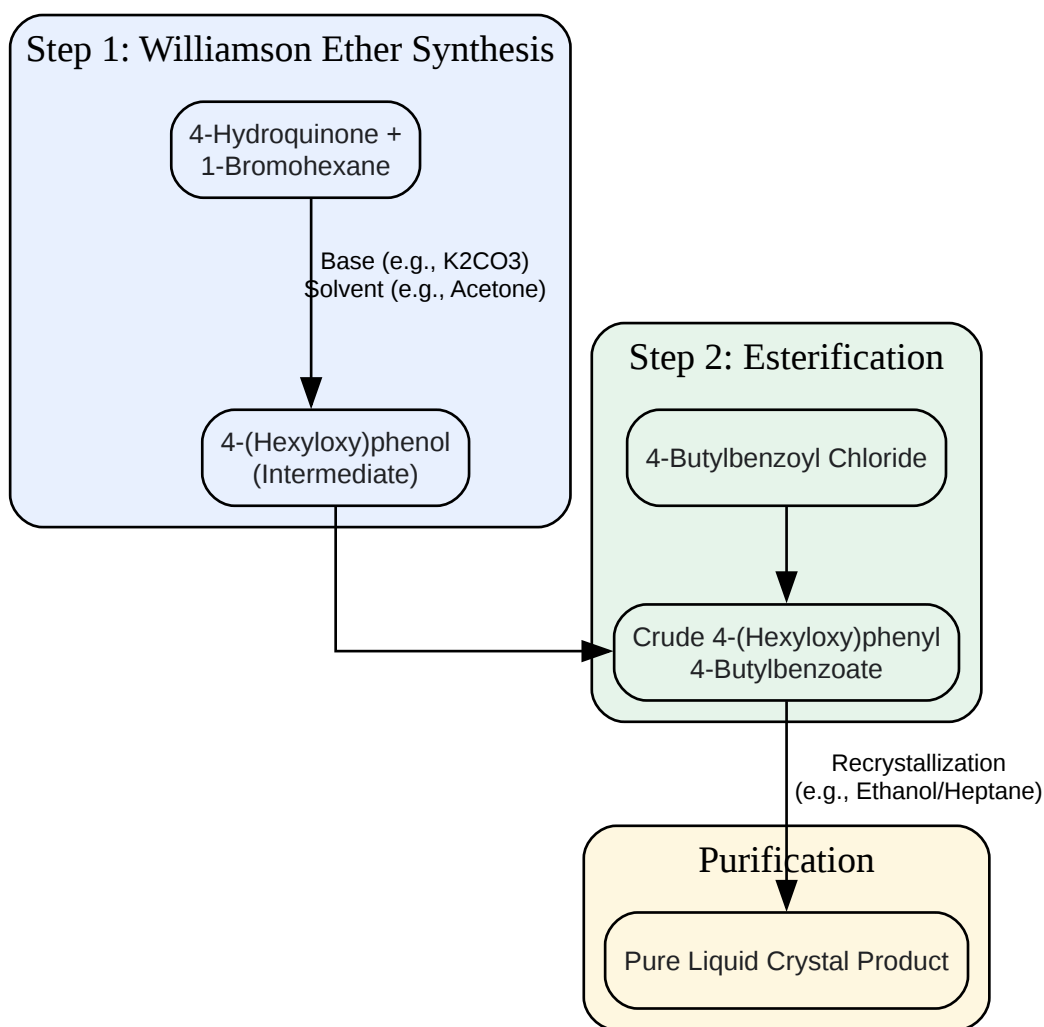 Step 1: Williamson Ether Synthesis
4-Hydroquinone +
1-Bromohexane
Base (e.g., K2CO3)
Solvent (e.g., Acetone)
4-(Hexyloxy)phenol
(Intermediate)
Step 2: Esterification
4-Butylbenzoyl Chloride
Crude 4-(Hexyloxy)phenyl
4-Butylbenzoate
Recrystallization
(e.g., Ethanol/Heptane)
Purification
Pure Liquid Crystal Product